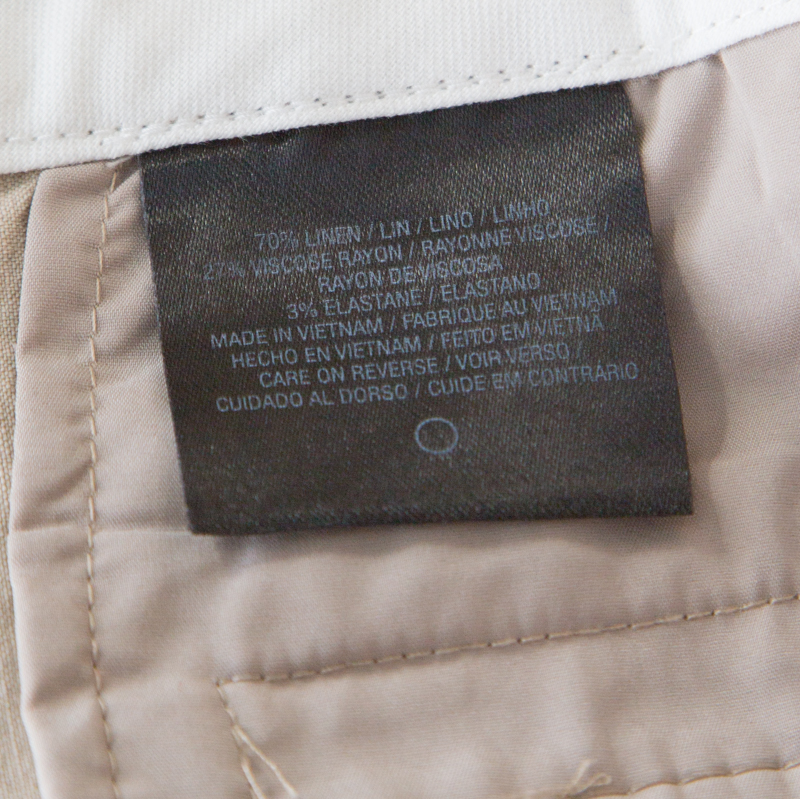 70% LINEN / LIN / LINO / LINHO
27% VISCOSE RAYON / RAYONNE VISCOSE /
RAYON DE VISCOSA
3% ELASTANE / ELASTANO
MADE IN VIETNAM / FABRIQUE AU VIETNAM
HECHO EN VIETNAM / FEITO EM VIETNÃ
CARE ON REVERSE / VOIR VERSO /
CUIDADO AL DORSO / CUIDE EM CONTRÁRIO